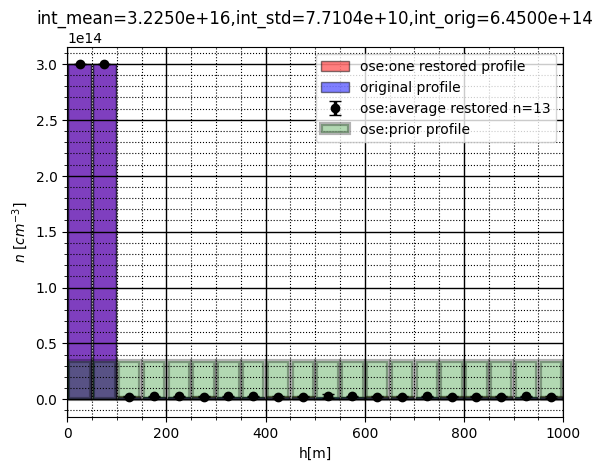 int_mean=3.2250e+16,int_std=7.7104e+10,int_orig=6.4500e+14
1e14
3.0
2.5
2.0
1.5
1.0
0.5
0.0
n [cm⁻³]
ose:one restored profile
original profile
ose:average restored n=13
ose:prior profile
0 200 400 600 800 1000
h[m]